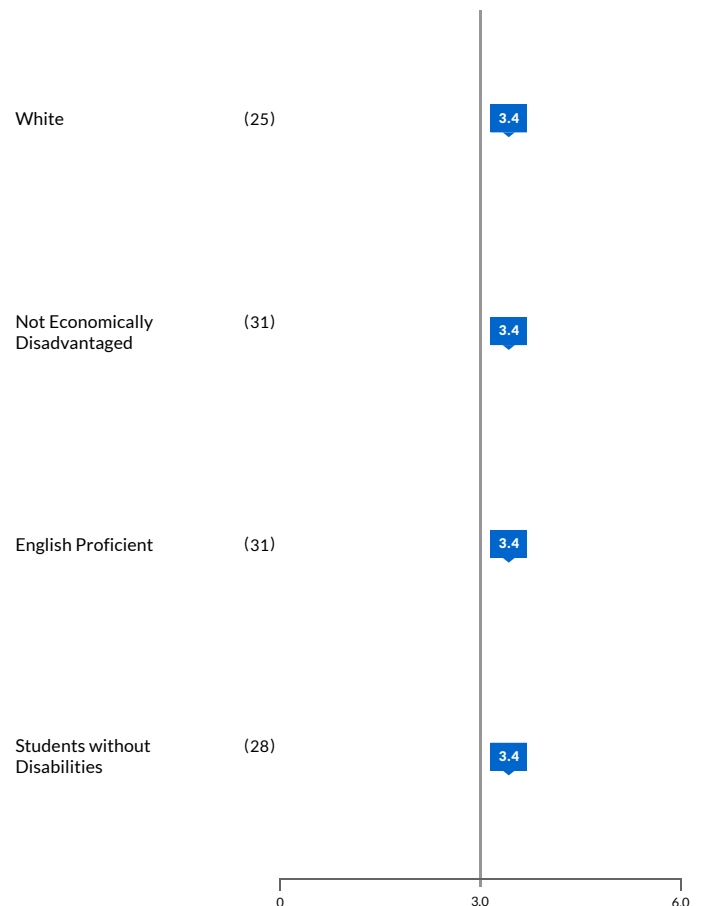 White (25) 3.4
Not Economically (31) 3.4
Disadvantaged
English Proficient (31) 3.4
Students without (28) 3.4
Disabilities
0 3.0 6.0